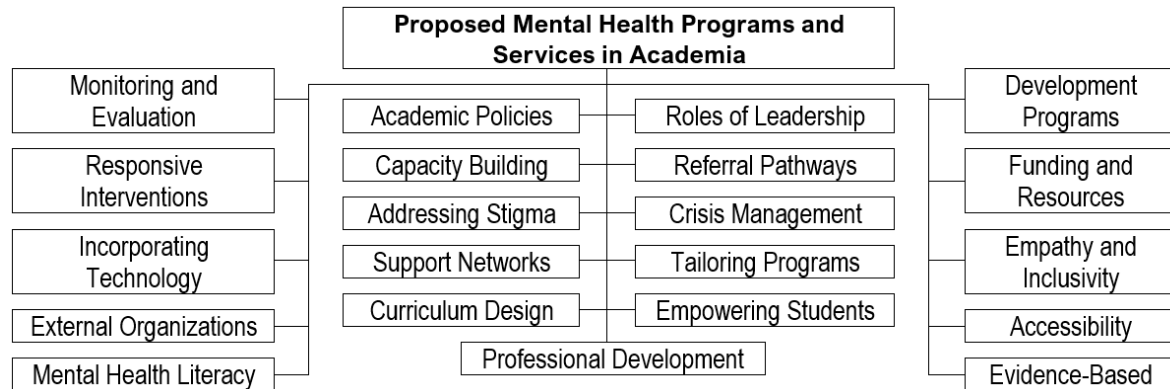 Proposed Mental Health Programs and
Services in Academia
Monitoring and
Evaluation
Responsive
Interventions
Incorporating
Technology
External Organizations
Mental Health Literacy
Academic Policies
Capacity Building
Addressing Stigma
Support Networks
Curriculum Design
Roles of Leadership
Referral Pathways
Crisis Management
Tailoring Programs
Empowering Students
Professional Development
Development
Programs
Funding and
Resources
Empathy and
Inclusivity
Accessibility
Evidence-Based